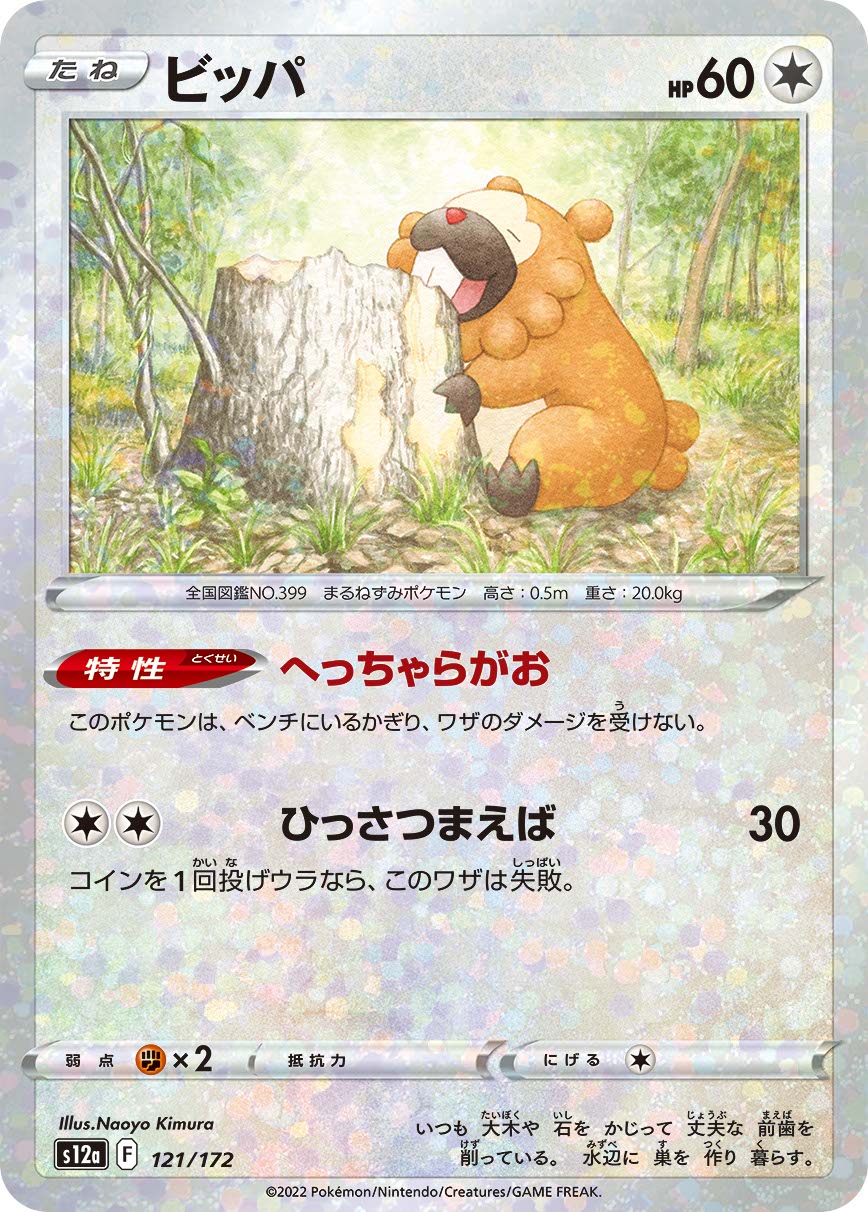 たね ビッパ HP60
全国図鑑NO.399 まるねずみポケモン 高さ:0.5m 重さ:20.0kg
特性 とくせい へっちゃらがお
このポケモンは、ベンチにいるかぎり、ワザのダメージを受けない。
ひっさつまえば 30
コインを1回投げウラなら、このワザは失敗。
弱点 ×2 抵抗力 にげる
Illus.Naoyo Kimura
s12a F 121/172
いつも 大木や 石を かじって 丈夫な 前歯を
削っている。 水辺に 巣を 作り 暮らす。
©2022 Pokémon/Nintendo/Creatures/GAME FREAK.